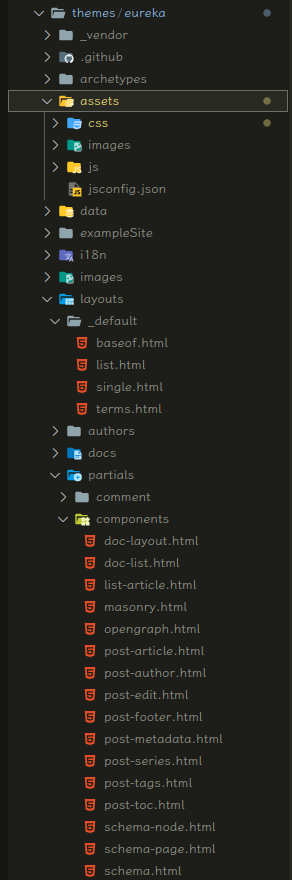 themes/eureka
_vendor
.github
archetypes
assets
css
images
js
jsconfig.json
data
exampleSite
i18n
images
layouts
_default
baseof.html
list.html
single.html
terms.html
authors
docs
partials
comment
components
doc-layout.html
doc-list.html
list-article.html
masonry.html
opengraph.html
post-article.html
post-author.html
post-edit.html
post-footer.html
post-metadata.html
post-series.html
post-tags.html
post-toc.html
schema-node.html
schema-page.html
schema.html